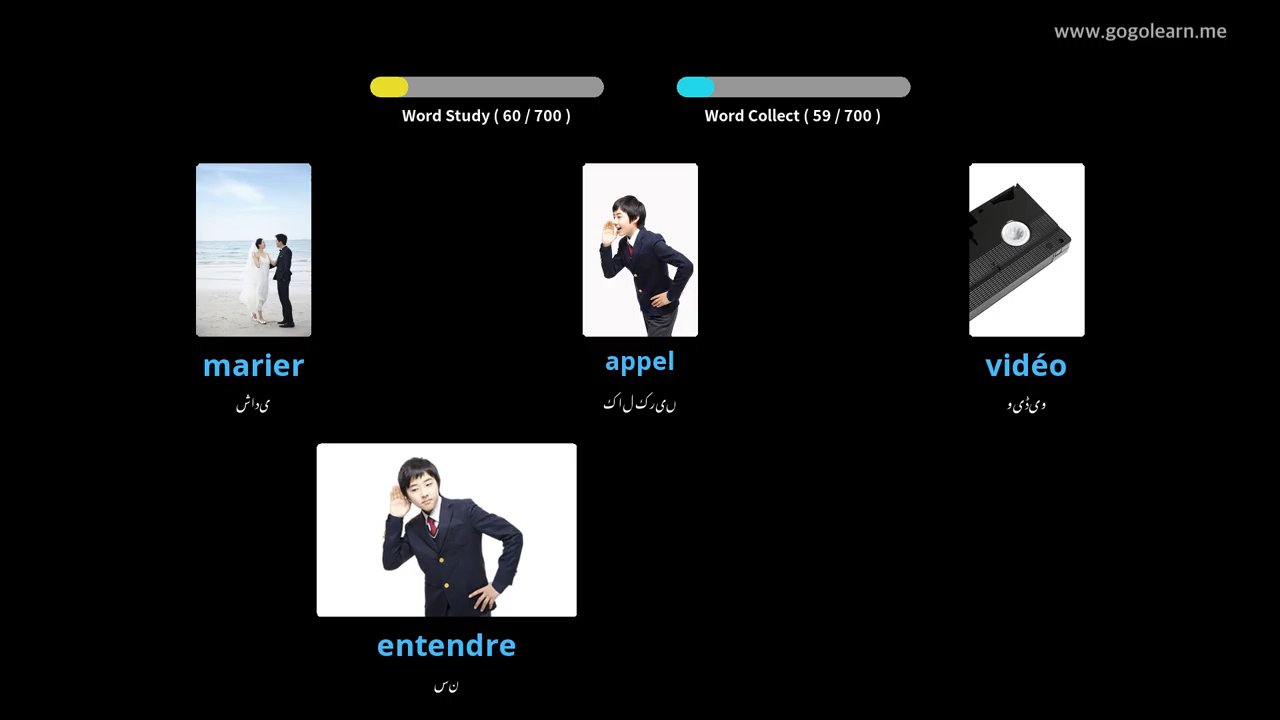 www.gogolearn.me
Word Study ( 60 / 700 )
Word Collect ( 59 / 700 )
marier
appel
vidéo
شادی
کال کریں
ویڈیو
entendre
سن